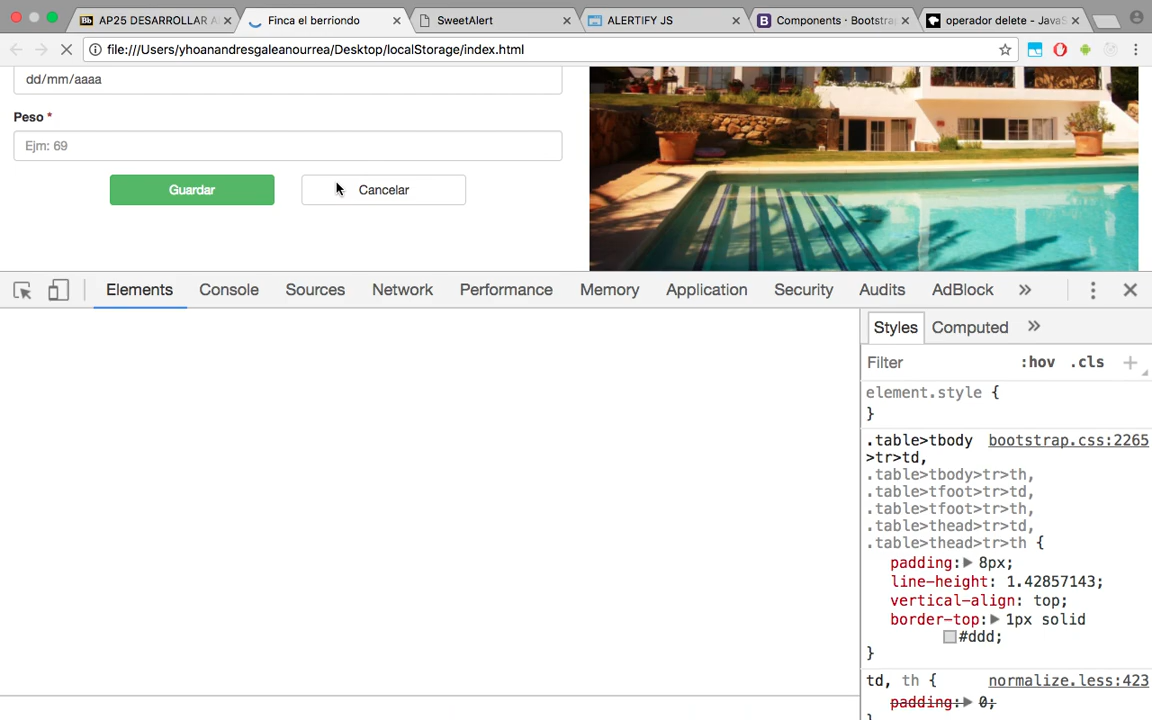 AP25 DESARROLLAR A
Finca el berriondo
SweetAlert
ALERTIFY JS
Components · Bootstra
operador delete - JavaS
file:///Users/yhoanandresgaleanourrea/Desktop/localStorage/index.html
dd/mm/aaaa
Peso *
Ejm: 69
Guardar
Cancelar
Elements
Console
Sources
Network
Performance
Memory
Application
Security
Audits
AdBlock
Styles
Computed
Filter
:hov
.cls
element.style {
}
.table>tbody bootstrap.css:2265
>tr>td,
.table>tbody>tr>th,
.table>tfoot>tr>td,
.table>tfoot>tr>th,
.table>thead>tr>td,
.table>thead>tr>th {
padding: 8px;
line-height: 1.42857143;
vertical-align: top;
border-top: 1px solid
#ddd;
}
td, th { normalize.less:423
padding: 0;